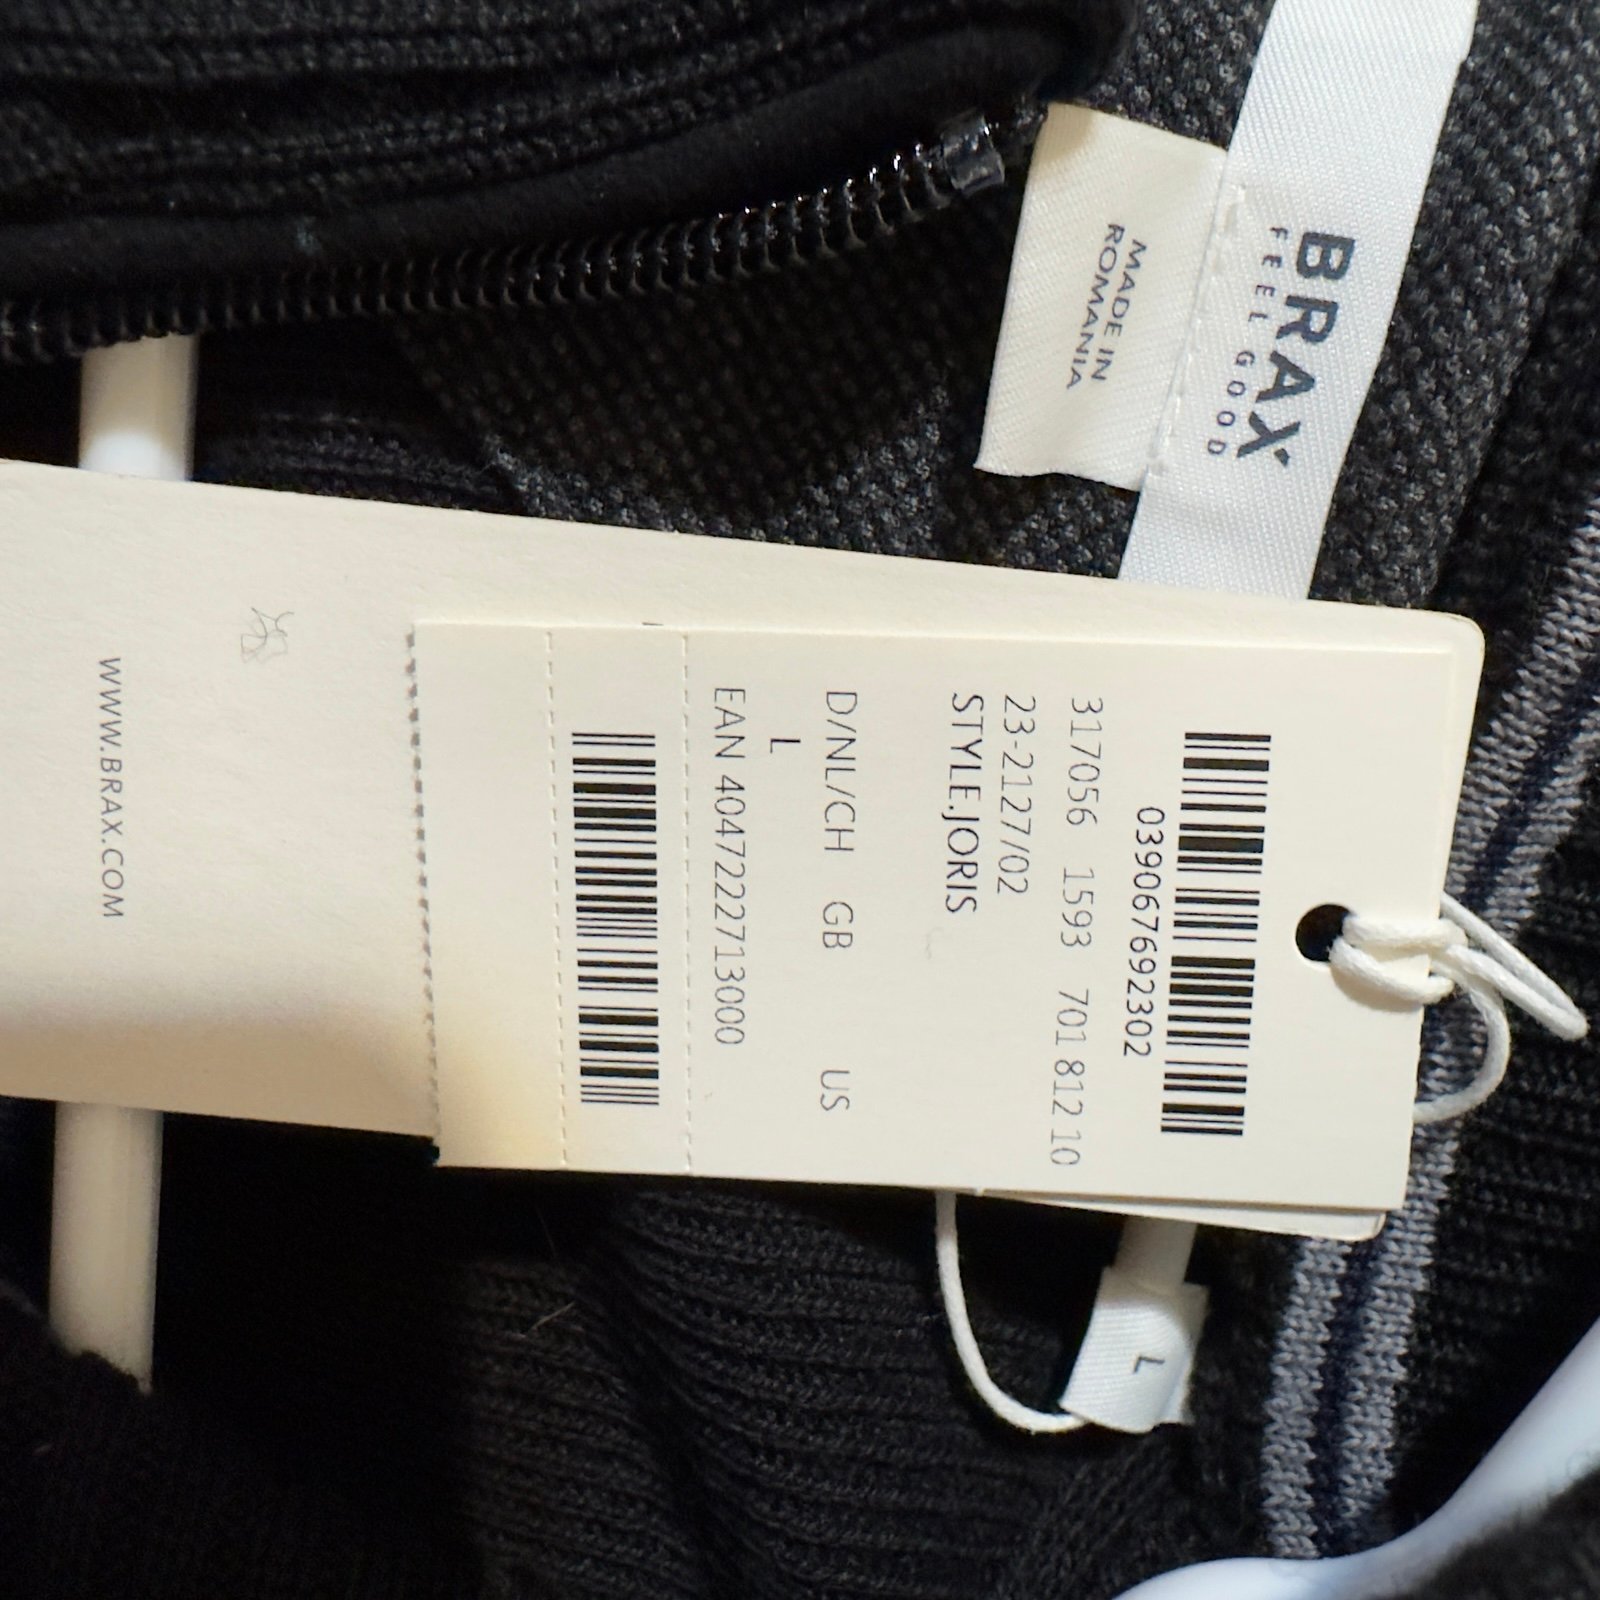 BRAX
FEEL GOOD
MADE IN
ROMANIA
039067692302
317056 1593 701 812 10
23-2127/02
STYLE.JORIS
D/NL/CH GB US
L
EAN 4047222713000
WWW.BRAX.COM
L